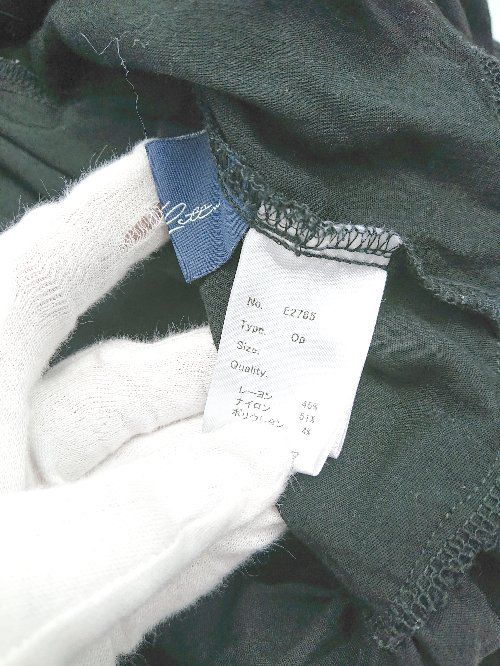 No. E2765
Type. Op
Size.
Quality.
レーヨン 45%
ナイロン 51%
ポリウレタン 4%